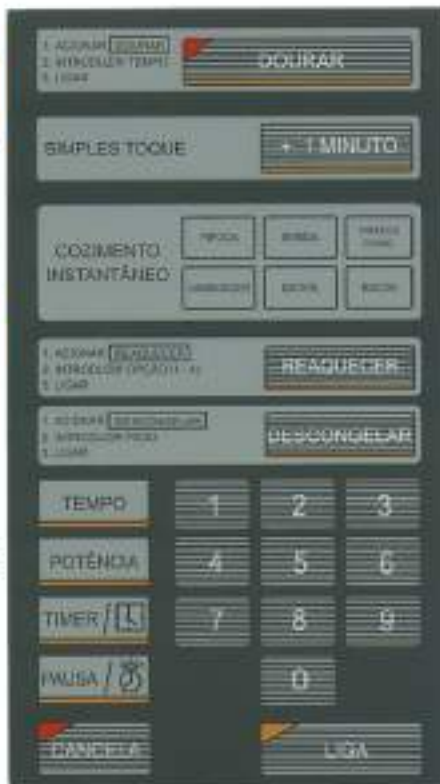 1. ACIONAR DOURAR
2. INTRODUZIR TEMPO
3. LIGAR
DOURAR
SIMPLES TOQUE
+ 1 MINUTO
COZIMENTO
INSTANTÂNEO
PIPOCA
BEBIDA
1. ACIONAR REAQUECER
2. INTRODUZIR OPÇÃO (1 - 4)
3. LIGAR
REAQUECER
1. ACIONAR DESCONGELAR
2. INTRODUZIR PESO
3. LIGAR
DESCONGELAR
TEMPO 1 2 3
POTÊNCIA 4 5 6
TIMER / 7 8 9
PAUSA / 0
CANCELA LIGA